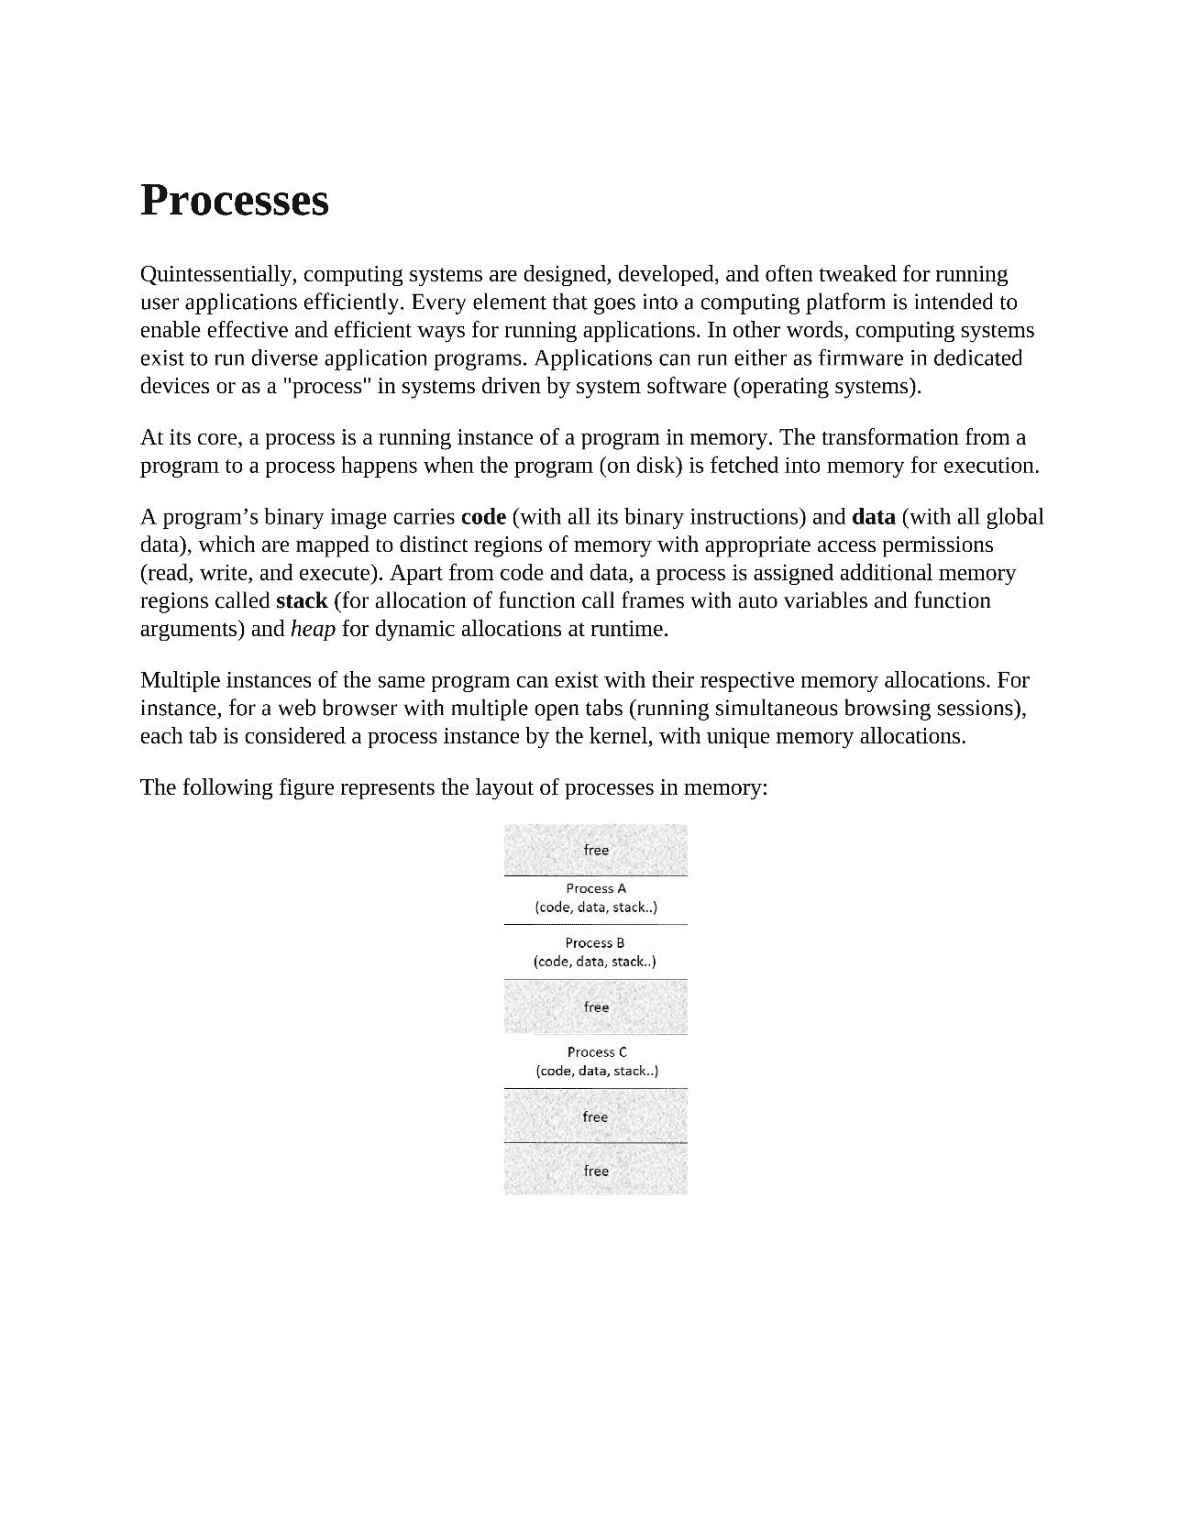 Processes
Quintessentially, computing systems are designed, developed, and often tweaked for running
user applications efficiently. Every element that goes into a computing platform is intended to
enable effective and efficient ways for running applications. In other words, computing systems
exist to run diverse application programs. Applications can run either as firmware in dedicated
devices or as a "process" in systems driven by system software (operating systems).
At its core, a process is a running instance of a program in memory. The transformation from a
program to a process happens when the program (on disk) is fetched into memory for execution.
A program’s binary image carries code (with all its binary instructions) and data (with all global
data), which are mapped to distinct regions of memory with appropriate access permissions
(read, write, and execute). Apart from code and data, a process is assigned additional memory
regions called stack (for allocation of function call frames with auto variables and function
arguments) and heap for dynamic allocations at runtime.
Multiple instances of the same program can exist with their respective memory allocations. For
instance, for a web browser with multiple open tabs (running simultaneous browsing sessions),
each tab is considered a process instance by the kernel, with unique memory allocations.
The following figure represents the layout of processes in memory:
free
Process A
(code, data, stack..)
Process B
(code, data, stack..)
free
Process C
(code, data, stack..)
free
free